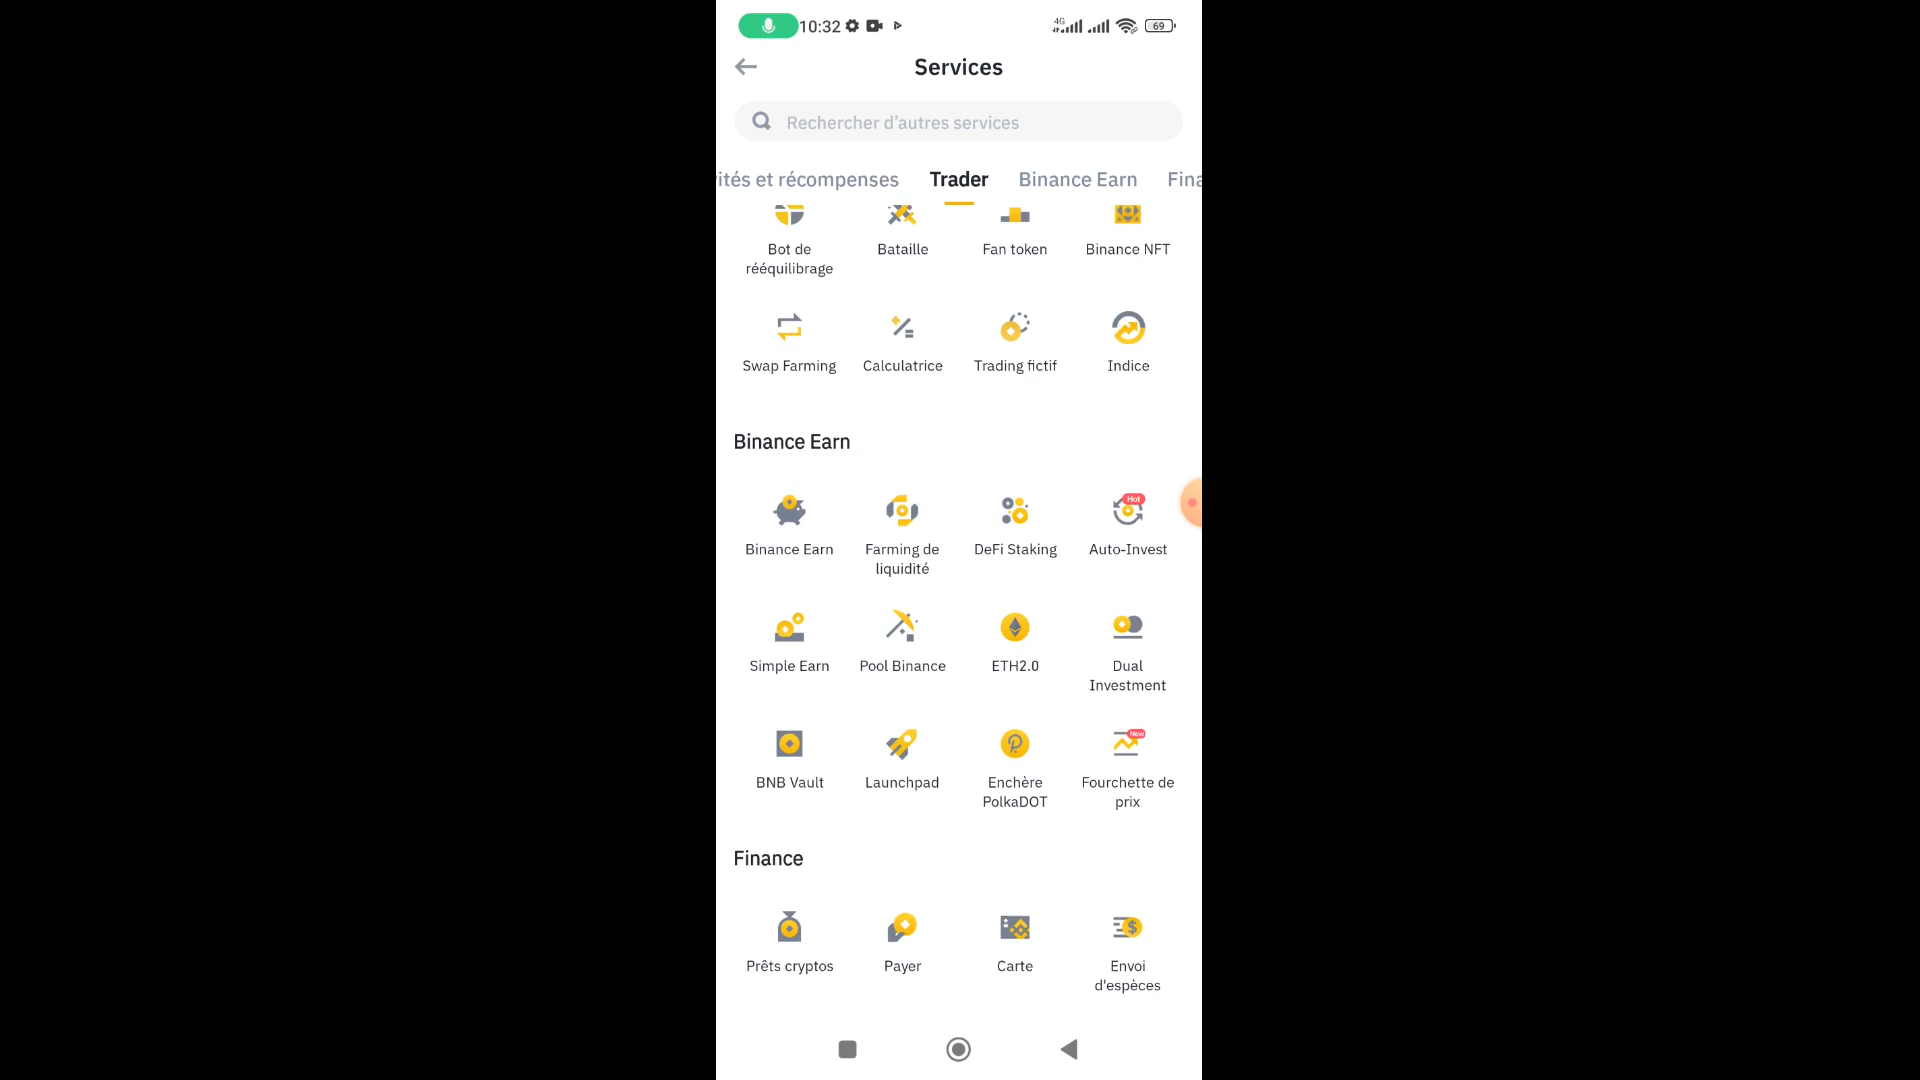 10:32
4G
69
Services
Rechercher d'autres services
ités et récompenses Trader Binance Earn Fina
Bot de rééquilibrage
Bataille
Fan token
Binance NFT
Swap Farming
Calculatrice
Trading fictif
Indice
Binance Earn
Binance Earn
Farming de liquidité
DeFi Staking
Hot
Auto-Invest
Simple Earn
Pool Binance
ETH2.0
Dual Investment
BNB Vault
Launchpad
Enchère PolkaDOT
New
Fourchette de prix
Finance
Prêts cryptos
Payer
Carte
Envoi d'espèces